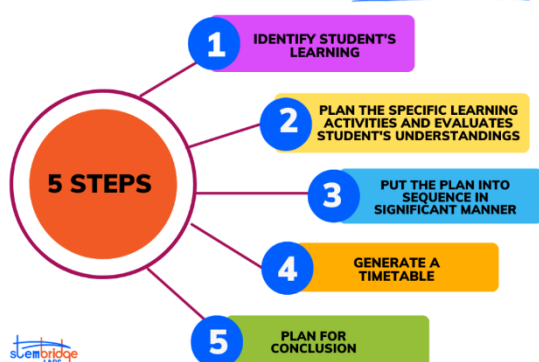 5 STEPS
1
IDENTIFY STUDENT'S
LEARNING
2
PLAN THE SPECIFIC LEARNING
ACTIVITIES AND EVALUATES
STUDENT'S UNDERSTANDINGS
3
PUT THE PLAN INTO
SEQUENCE IN
SIGNIFICANT MANNER
4
GENERATE A
TIMETABLE
5
PLAN FOR
CONCLUSION
stembridge
LABS